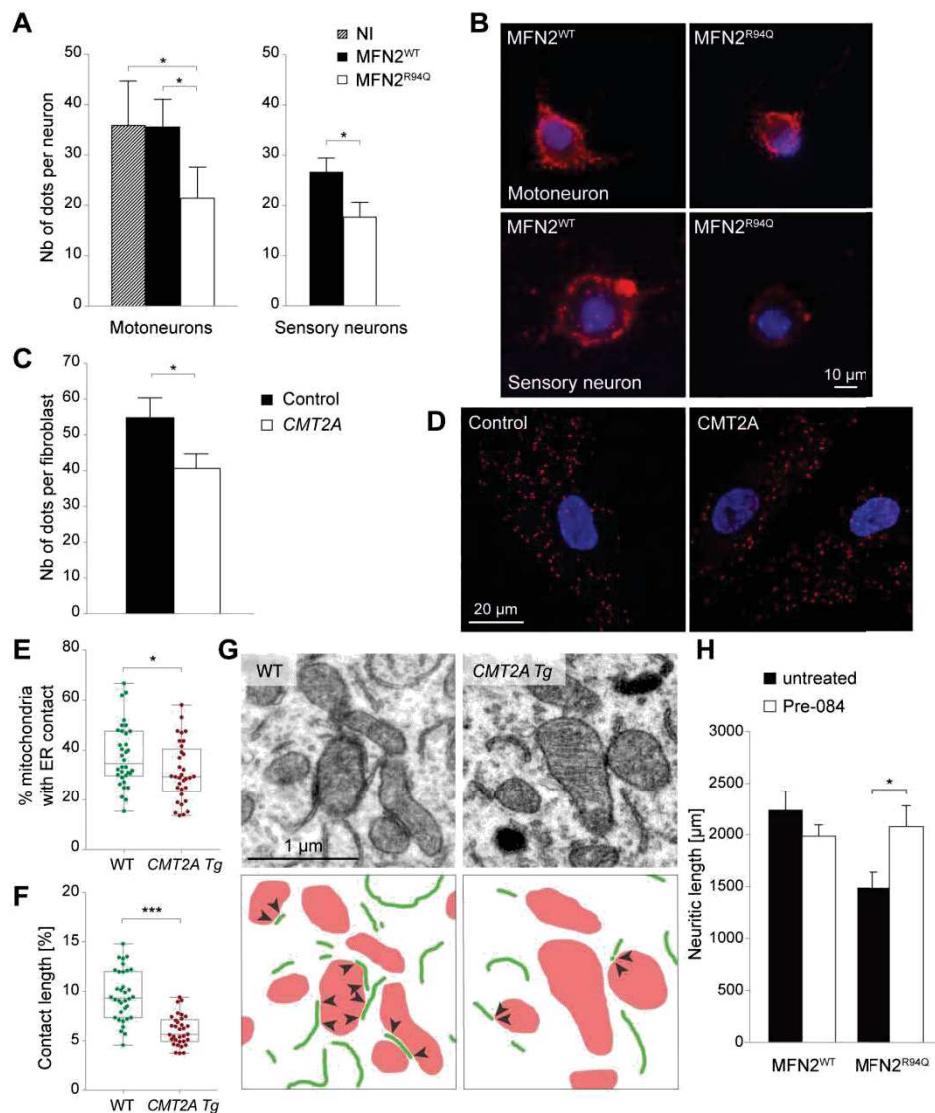 A
NI
MFN2WT
MFN2R94Q
Nb of dots per neuron
50
40
30
20
10
0
*
*
Motoneurons
50
40
30
20
10
0
*
Sensory neurons
B
MFN2WT
MFN2R94Q
Motoneuron
MFN2WT
MFN2R94Q
Sensory neuron
10 µm
C
Nb of dots per fibroblast
70
60
50
40
30
20
10
0
*
Control
CMT2A
D
Control
CMT2A
20 µm
E
% mitochondria
with ER contact
80
60
40
20
0
*
WT
CMT2A Tg
F
Contact length [%]
20
15
10
5
0
***
WT
CMT2A Tg
G
WT
CMT2A Tg
1 µm
H
untreated
Pre-084
Neuritic length [µm]
3000
2500
2000
1500
1000
500
0
*
MFN2WT
MFN2R94Q